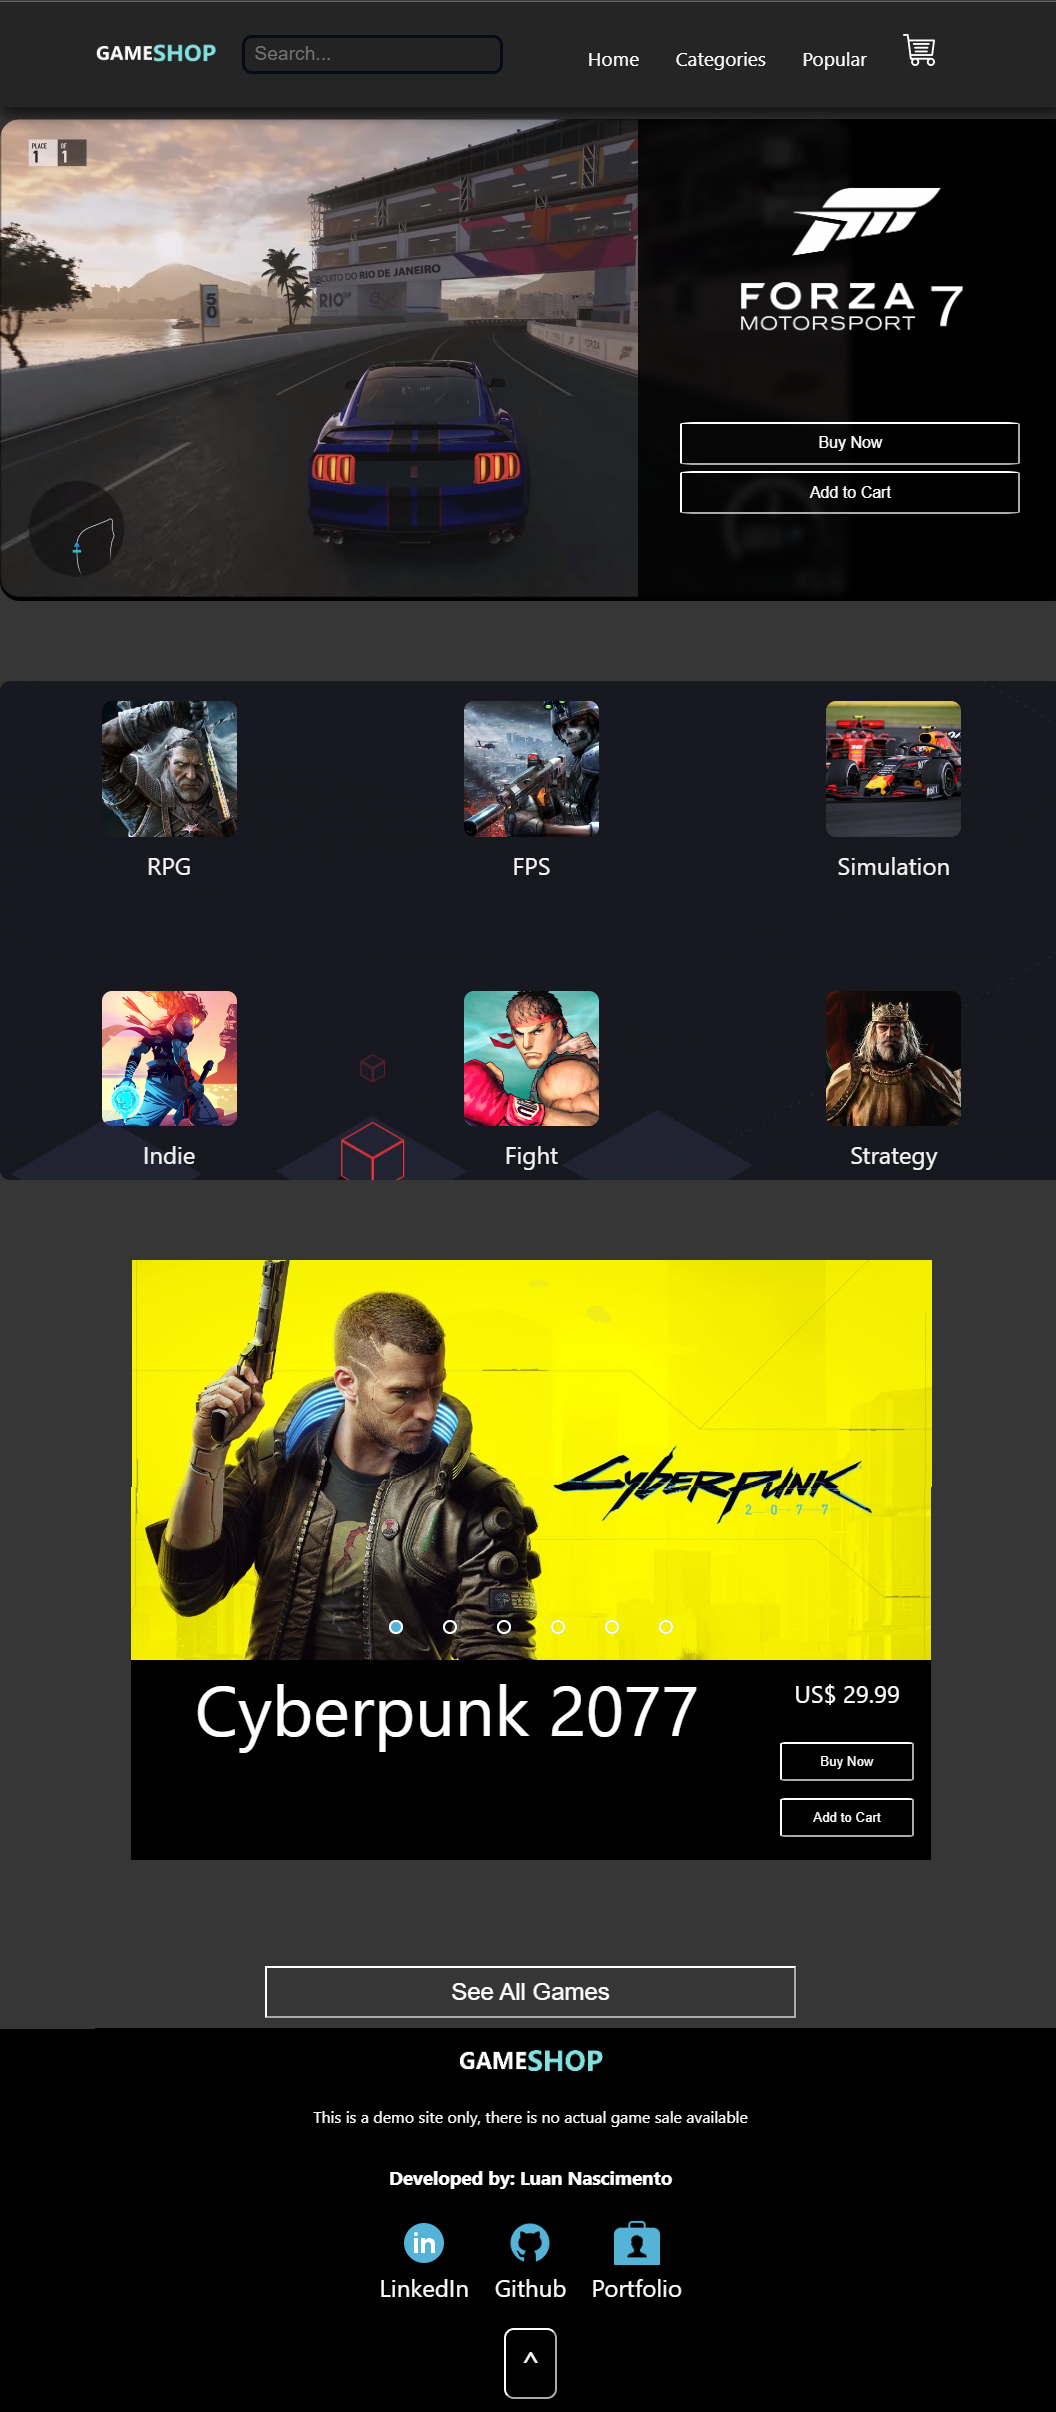 GAMESHOP
Search...
Home
Categories
Popular
PLACE
1
OF
1
CIRCUITO DO RIO DE JANEIRO
RIO
50
FORZA
MOTORSPORT 7
Buy Now
Add to Cart
RPG
FPS
Simulation
Indie
Fight
Strategy
Cyberpunk
2077
Cyberpunk 2077
US$ 29.99
Buy Now
Add to Cart
See All Games
GAMESHOP
This is a demo site only, there is no actual game sale available
Developed by: Luan Nascimento
in
LinkedIn
Github
Portfolio
^